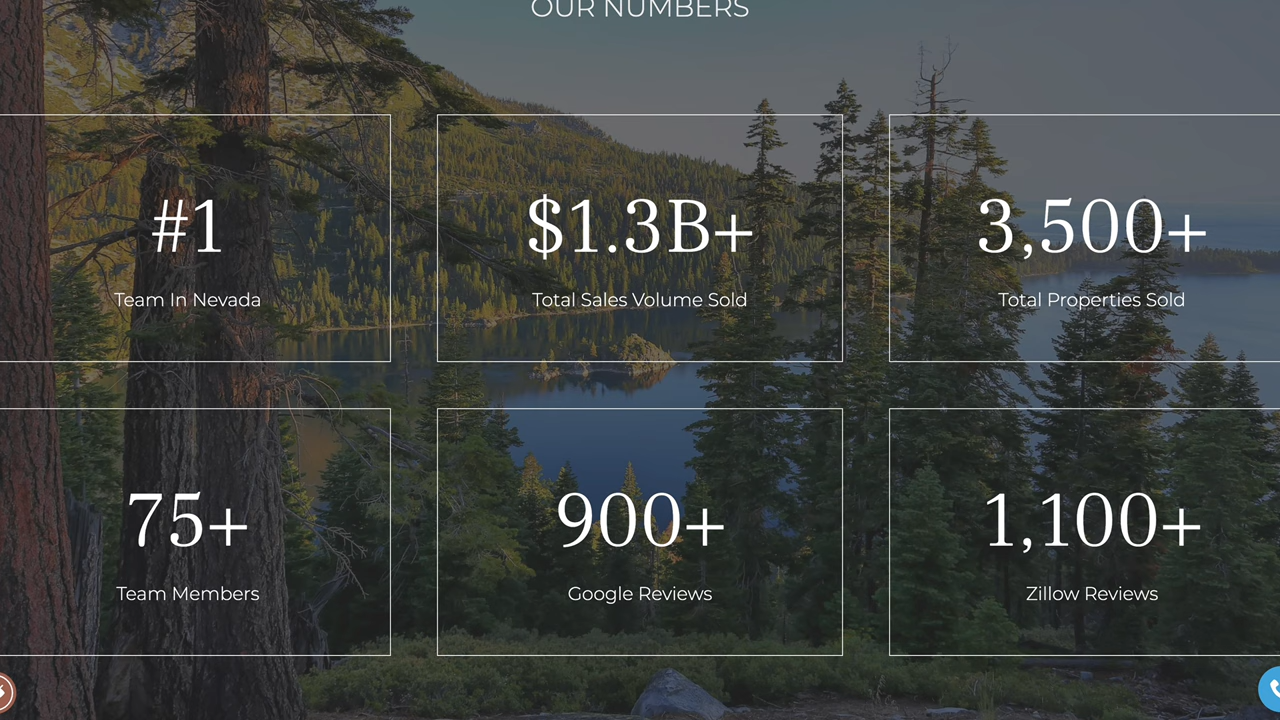 OUR NUMBERS
#1
Team In Nevada
$1.3B+
Total Sales Volume Sold
3,500+
Total Properties Sold
75+
Team Members
900+
Google Reviews
1,100+
Zillow Reviews